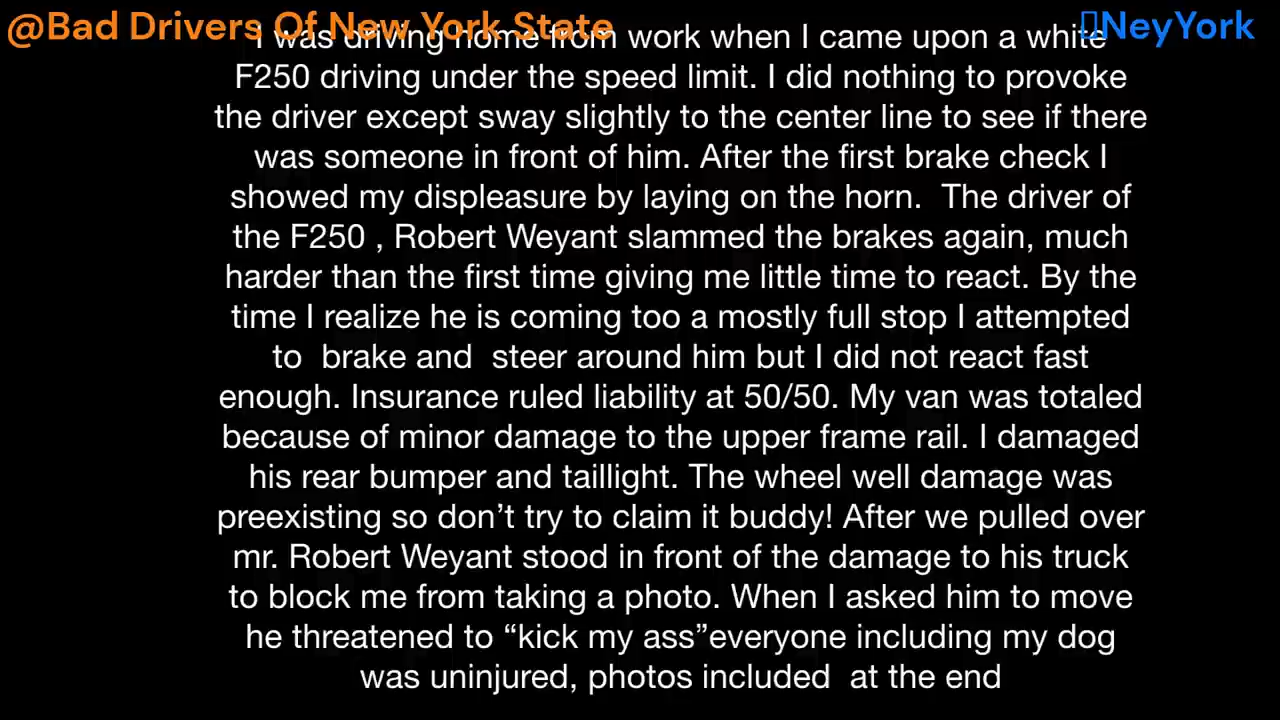 @Bad Drivers Of New York State
NeyYork
I was driving home from work when I came upon a white
F250 driving under the speed limit. I did nothing to provoke
the driver except sway slightly to the center line to see if there
was someone in front of him. After the first brake check I
showed my displeasure by laying on the horn.  The driver of
the F250 , Robert Weyant slammed the brakes again, much
harder than the first time giving me little time to react. By the
time I realize he is coming too a mostly full stop I attempted
to  brake and  steer around him but I did not react fast
enough. Insurance ruled liability at 50/50. My van was totaled
because of minor damage to the upper frame rail. I damaged
his rear bumper and taillight. The wheel well damage was
preexisting so don’t try to claim it buddy! After we pulled over
mr. Robert Weyant stood in front of the damage to his truck
to block me from taking a photo. When I asked him to move
he threatened to “kick my ass”everyone including my dog
was uninjured, photos included  at the end